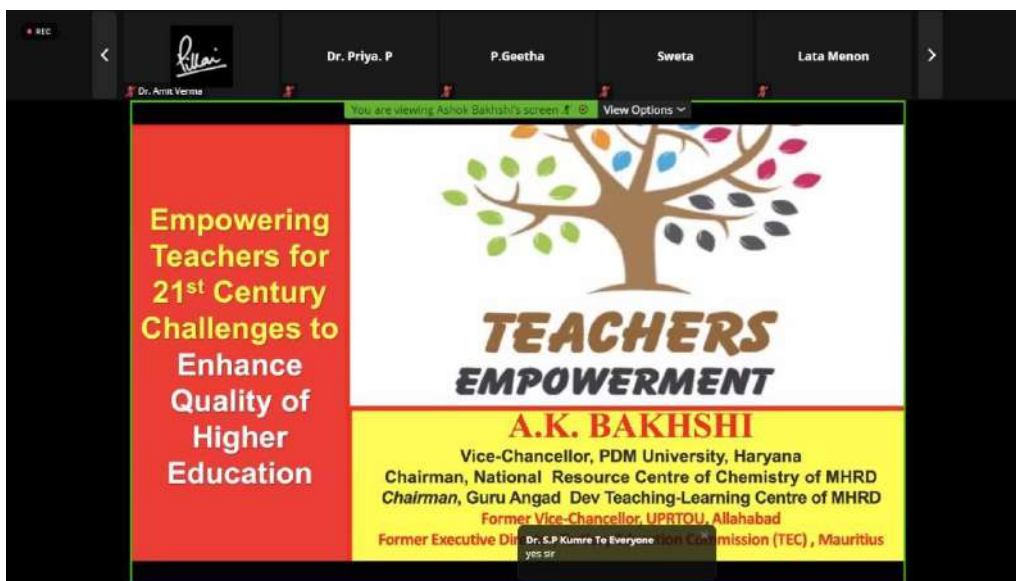 REC
Pillai
Dr. Priya. P
P.Geetha
Sweta
Lata Menon
Dr. Amit Verma
You are viewing Ashok Bakhshi's screen
View Options
Empowering
Teachers for
21st Century
Challenges to
Enhance
Quality of
Higher
Education
TEACHERS
EMPOWERMENT
A.K. BAKHSHI
Vice-Chancellor, PDM University, Haryana
Chairman, National Resource Centre of Chemistry of MHRD
Chairman, Guru Angad Dev Teaching-Learning Centre of MHRD
Former Vice-Chancellor, UPRTOU, Allahabad
Former Executive Commission (TEC) , Mauritius
Dr. S.P Kumre To Everyone
yes sir